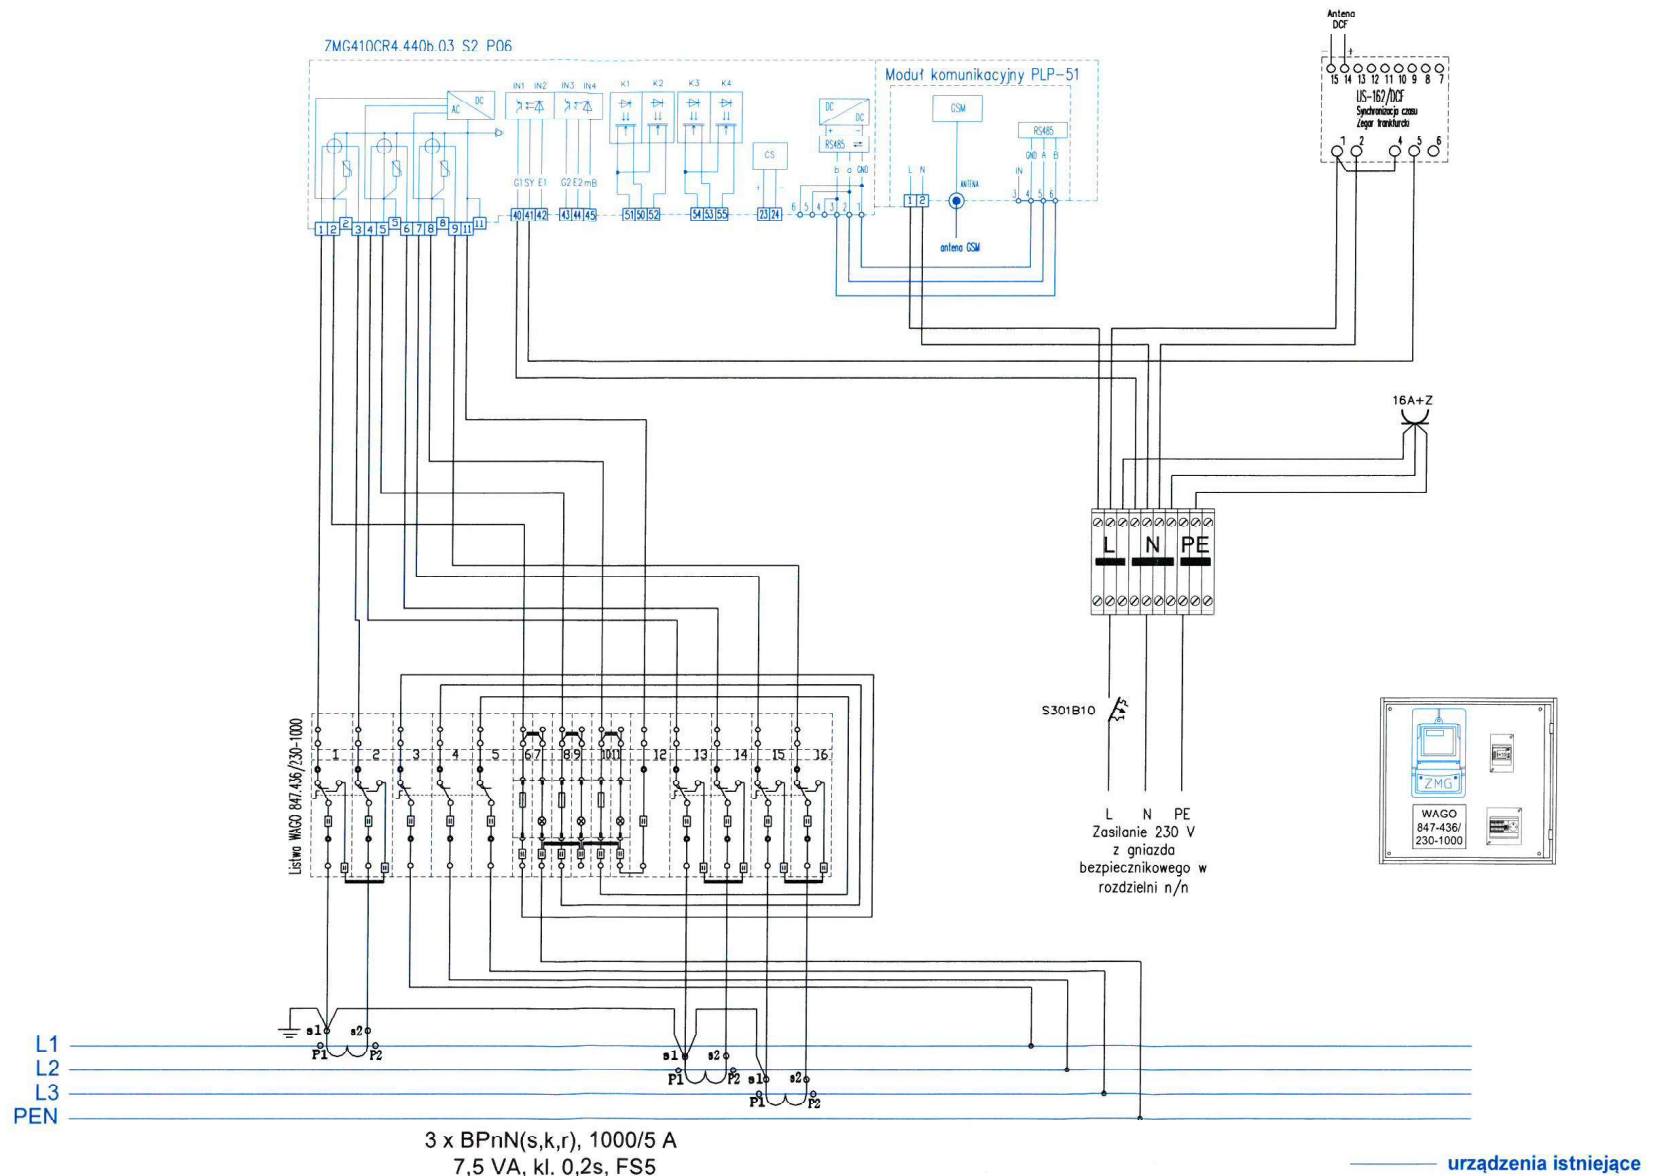 Antena
DCF
ZMG410CR4.440b.03 S2 P06
Moduł komunikacyjny PLP-51
- +
15 14 13 12 11 10 9 8 7
US-162/DCF
Synchronizacja czasu
Zegar frankfurcki
1 2 4 5 6
AC DC
IN1 IN2 IN3 IN4
K1 K2 K3 K4
DC DC
+ -
RS485
GSM
RS485
GND A B
IN
CS
+ -
b a GND
L N
ANTENA
G1 SY E1 G2 E2 mB
1 2 2 3 4 5 5 6 7 8 8 9 11 11
40 41 42 43 44 45
51 50 52 54 53 55
23 24
6 5 4 3 2 1
1 2
3 4 5 6
antena GSM
16A+Z
L N PE
S301B10
L N PE
Zasilanie 230 V
z gniazda
bezpiecznikowego w
rozdzielni n/n
Listwa WAGO 847.436/230-1000
1 2 3 4 5 6 7 8 9 10 11 12 13 14 15 16
ZMG
WAGO
847-436/
230-1000
s1 s2
L1
P1 P2
s1 s2
L2
P1 P2
s1 s2
L3
P1 P2
PEN
3 x BPnN(s,k,r), 1000/5 A
7,5 VA, kl. 0,2s, FS5
urządzenia istniejące